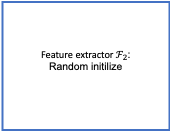 Feature extractor ℱ₂:
Random initilize